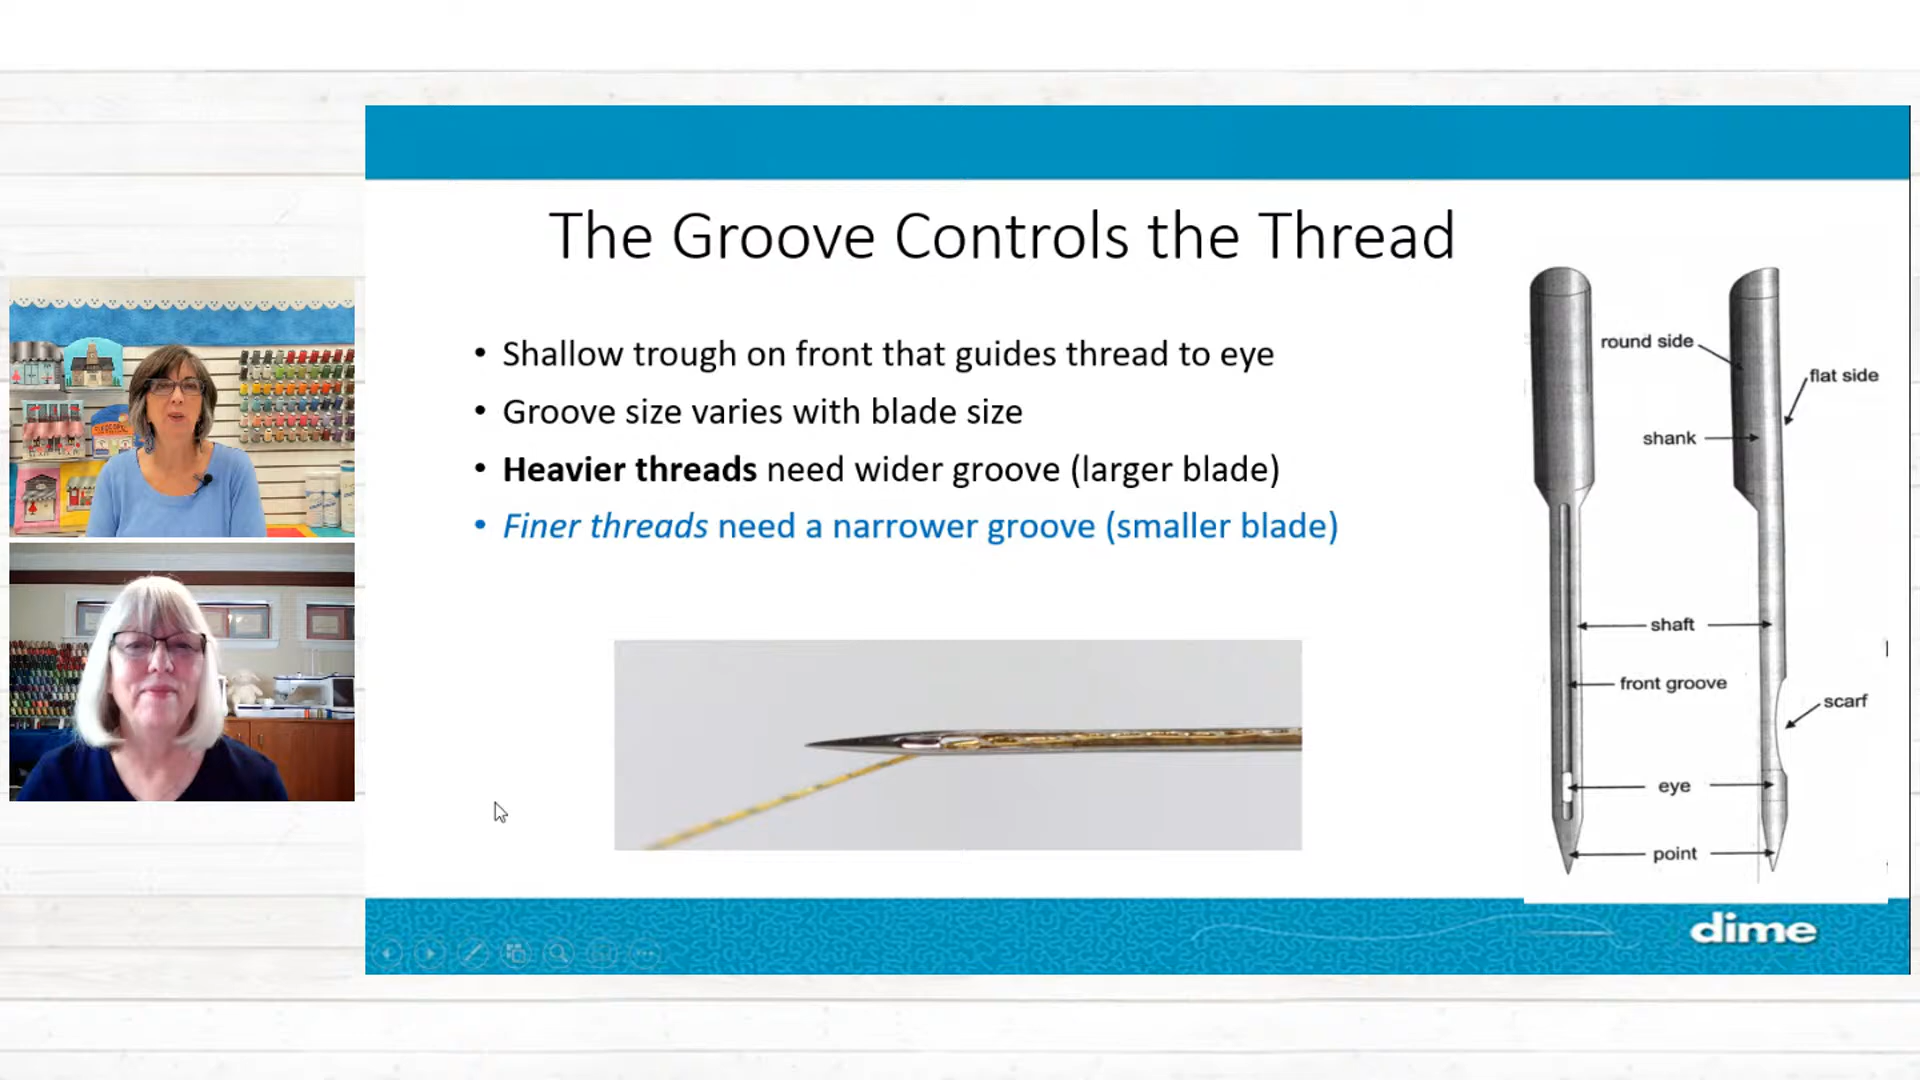 The Groove Controls the Thread
• Shallow trough on front that guides thread to eye
• Groove size varies with blade size
• Heavier threads need wider groove (larger blade)
• Finer threads need a narrower groove (smaller blade)
round side
flat side
shank
shaft
front groove
scarf
eye
point
dime